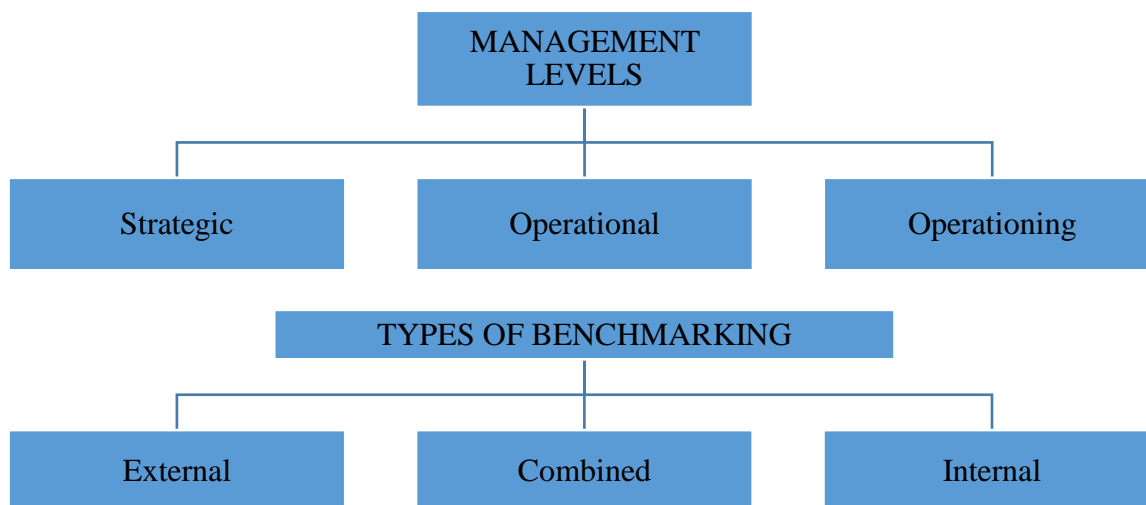 MANAGEMENT
LEVELS
Strategic
Operational
Operationing
TYPES OF BENCHMARKING
External
Combined
Internal